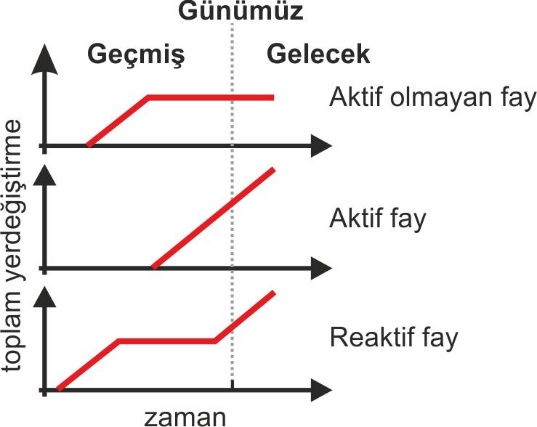 Günümüz
Geçmiş
Gelecek
Aktif olmayan fay
Aktif fay
Reaktif fay
toplam yerdeğiştirme
zaman